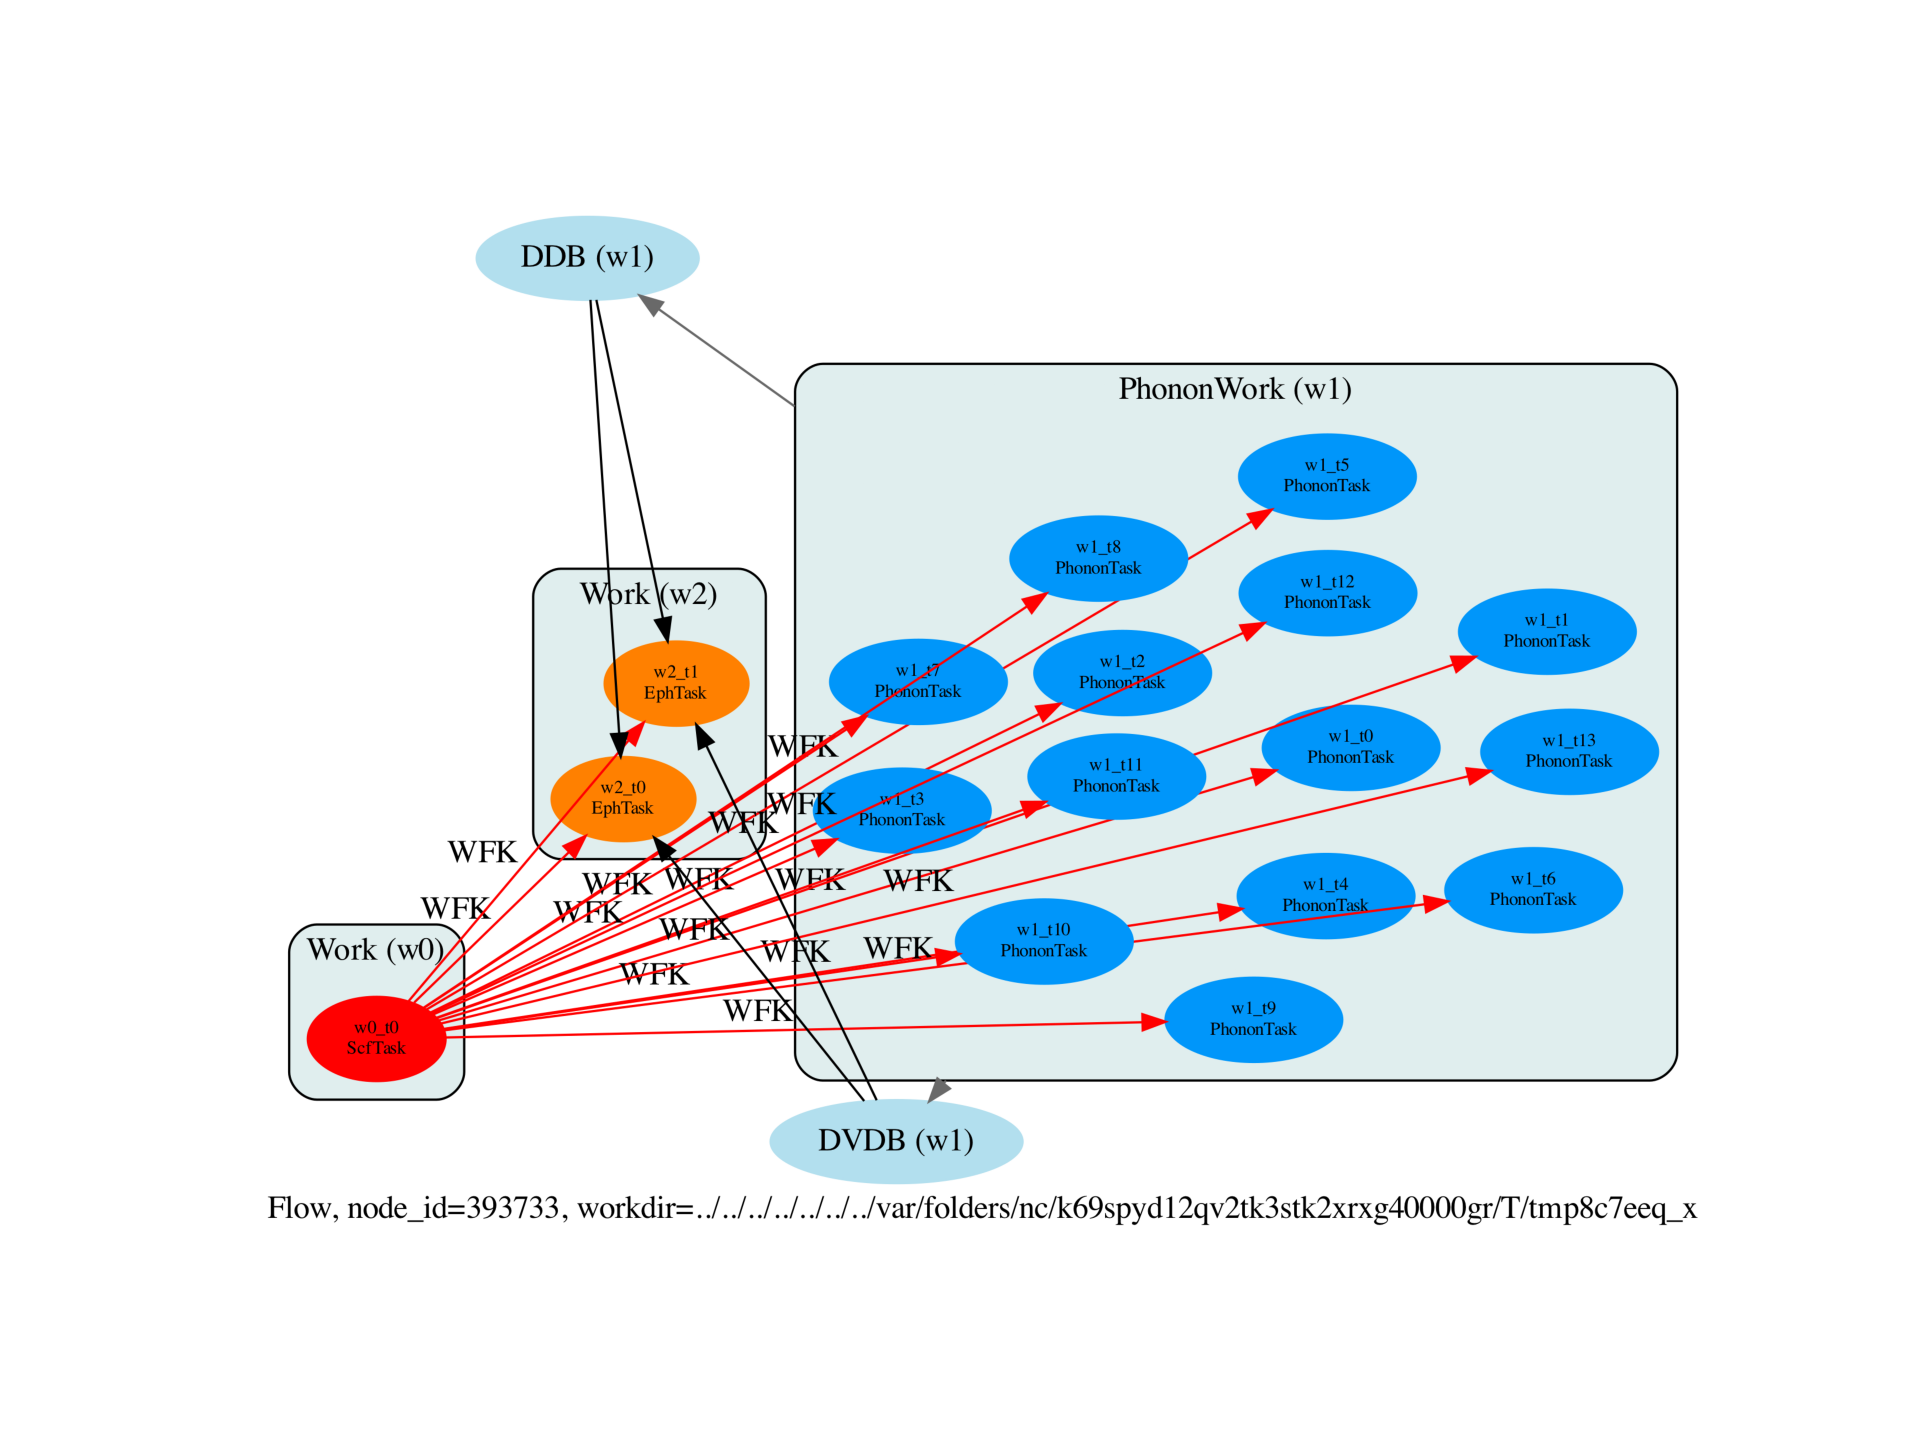 DDB (w1)
PhononWork (w1)
w1_t5
PhononTask
w1_t8
PhononTask
w1_t12
PhononTask
Work (w2)
w1_t1
PhononTask
w2_t1
EphTask
w1_t7
PhononTask
w1_t2
PhononTask
w1_t0
PhononTask
w1_t13
PhononTask
WFK
w1_t11
PhononTask
w2_t0
EphTask
w1_t3
PhononTask
WFK
WFK
WFK
WFK
WFK
WFK
WFK
w1_t4
PhononTask
w1_t6
PhononTask
WFK
WFK
WFK
w1_t10
PhononTask
Work (w0)
WFK
WFK
WFK
WFK
w1_t9
PhononTask
w0_t0
ScfTask
DVDB (w1)
Flow, node_id=393733, workdir=../../../../../../../var/folders/nc/k69spyd12qv2tk3stk2xrxg40000gr/T/tmp8c7eeq_x